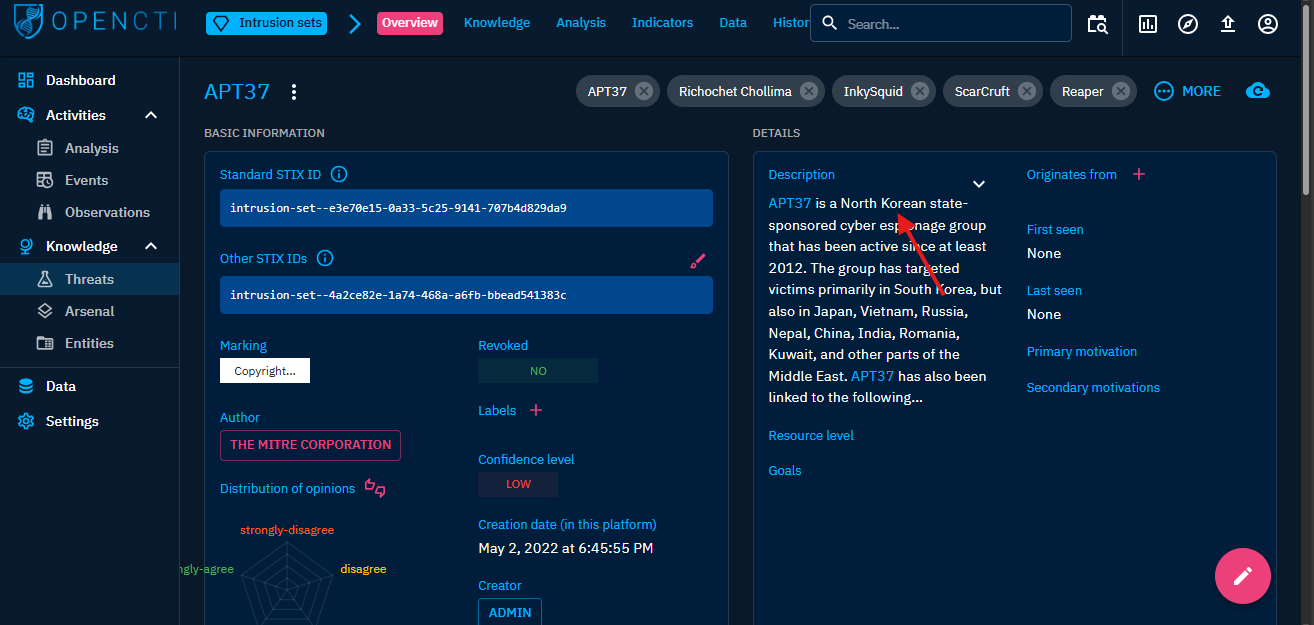 OPENCTI
Intrusion sets
Overview
Knowledge
Analysis
Indicators
Data
Histor
Search...
Dashboard
Activities
Analysis
Events
Observations
Knowledge
Threats
Arsenal
Entities
Data
Settings
APT37
APT37
Richochet Chollima
InkySquid
ScarCruft
Reaper
MORE
BASIC INFORMATION
Standard STIX ID
intrusion-set--e3e70e15-0a33-5c25-9141-707b4d829da9
Other STIX IDs
intrusion-set--4a2ce82e-1a74-468a-a6fb-bbead541383c
Marking
Copyright...
Revoked
NO
Author
THE MITRE CORPORATION
Labels
Distribution of opinions
strongly-disagree
ngly-agree
disagree
Confidence level
LOW
Creation date (in this platform)
May 2, 2022 at 6:45:55 PM
Creator
ADMIN
DETAILS
Description
APT37 is a North Korean state-
sponsored cyber espionage group
that has been active since at least
2012. The group has targeted
victims primarily in South Korea, but
also in Japan, Vietnam, Russia,
Nepal, China, India, Romania,
Kuwait, and other parts of the
Middle East. APT37 has also been
linked to the following...
Resource level
Goals
Originates from
First seen
None
Last seen
None
Primary motivation
Secondary motivations